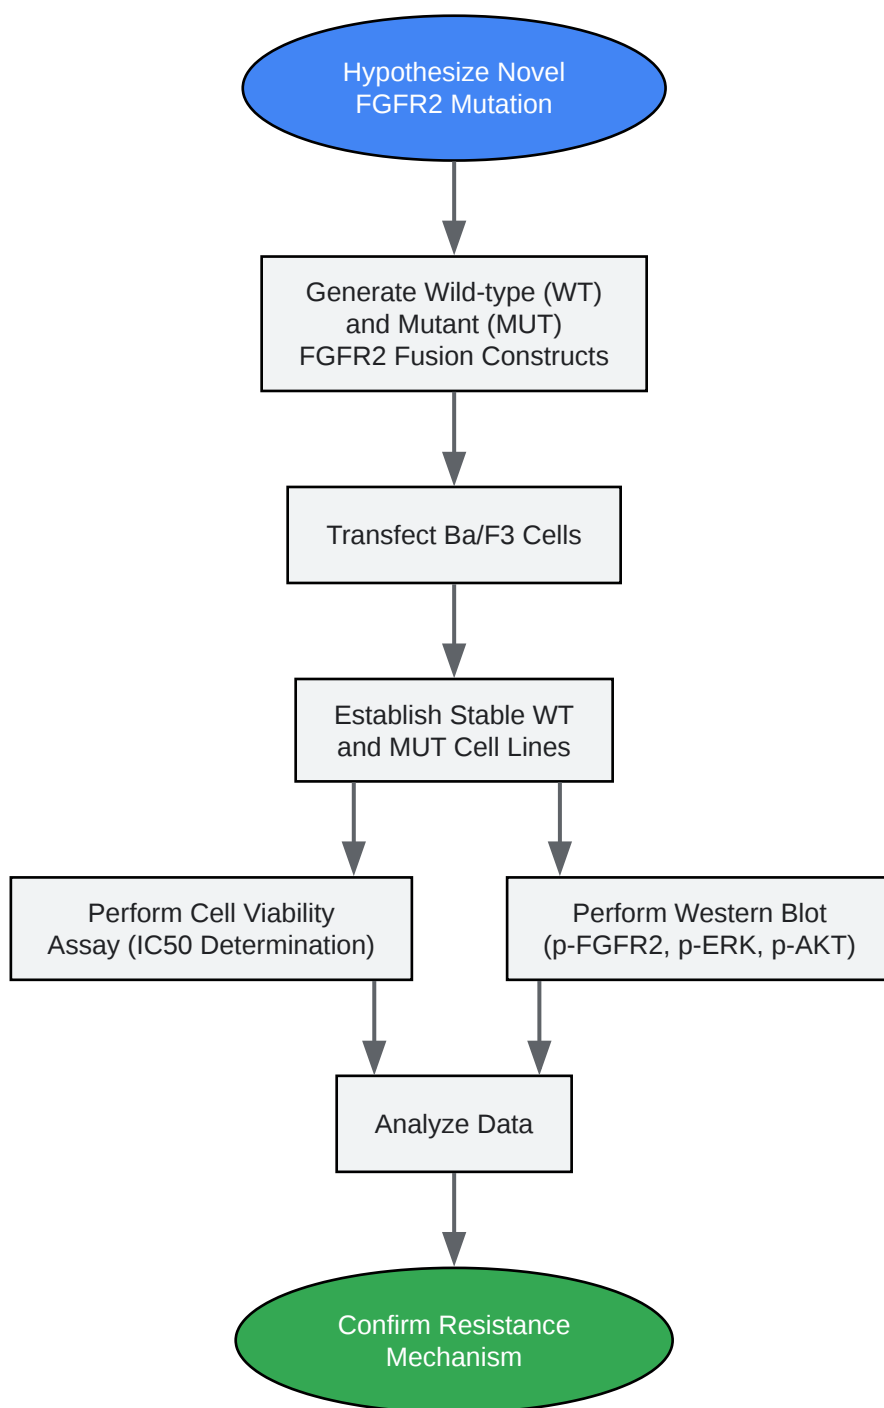 Hypothesize Novel
FGFR2 Mutation
Generate Wild-type (WT)
and Mutant (MUT)
FGFR2 Fusion Constructs
Transfect Ba/F3 Cells
Establish Stable WT
and MUT Cell Lines
Perform Cell Viability
Assay (IC50 Determination)
Perform Western Blot
(p-FGFR2, p-ERK, p-AKT)
Analyze Data
Confirm Resistance
Mechanism